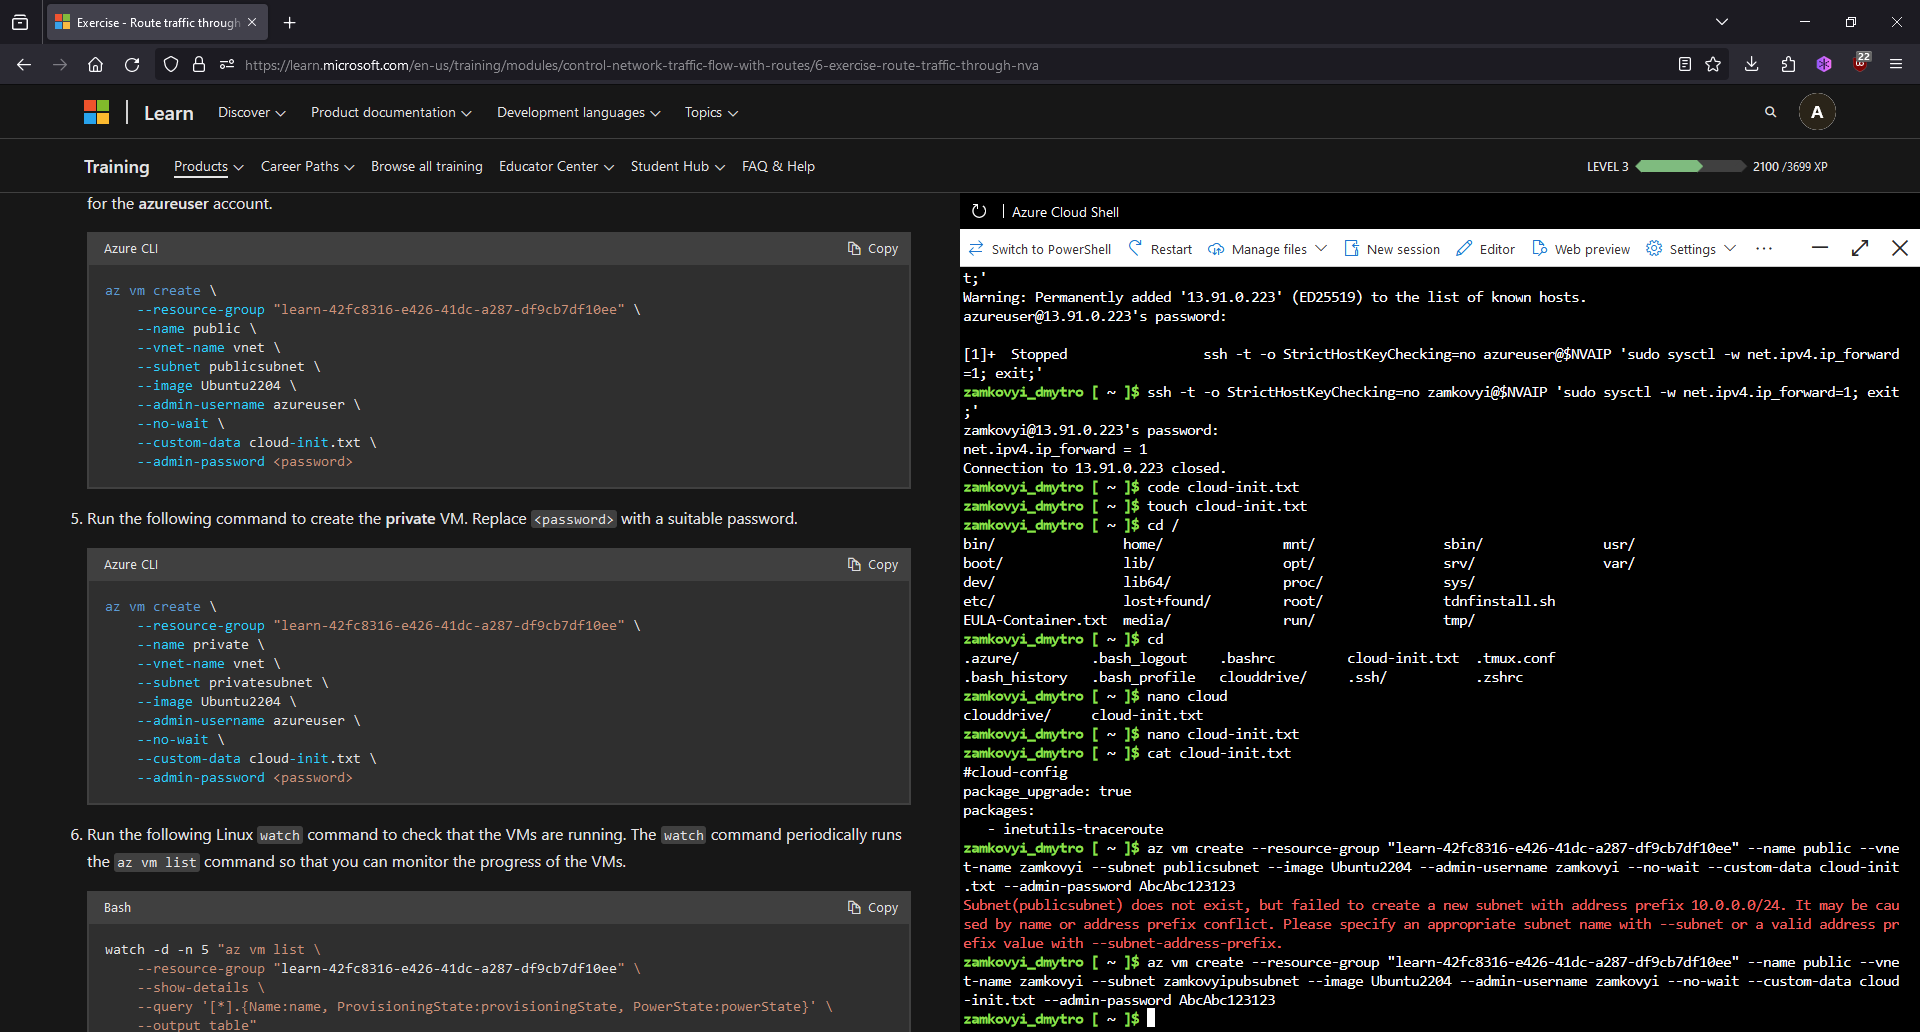 Exercise - Route traffic through
https://learn.microsoft.com/en-us/training/modules/control-network-traffic-flow-with-routes/6-exercise-route-traffic-through-nva
22
Learn
Discover
Product documentation
Development languages
Topics
A
Training
Products
Career Paths
Browse all training
Educator Center
Student Hub
FAQ & Help
LEVEL 3
2100 /3699 XP
for the azureuser account.
Azure CLI
Copy
az vm create \
--resource-group "learn-42fc8316-e426-41dc-a287-df9cb7df10ee" \
--name public \
--vnet-name vnet \
--subnet publicsubnet \
--image Ubuntu2204 \
--admin-username azureuser \
--no-wait \
--custom-data cloud-init.txt \
--admin-password <password>
5. Run the following command to create the private VM. Replace <password> with a suitable password.
Azure CLI
Copy
az vm create \
--resource-group "learn-42fc8316-e426-41dc-a287-df9cb7df10ee" \
--name private \
--vnet-name vnet \
--subnet privatesubnet \
--image Ubuntu2204 \
--admin-username azureuser \
--no-wait \
--custom-data cloud-init.txt \
--admin-password <password>
6. Run the following Linux watch command to check that the VMs are running. The watch command periodically runs
the az vm list command so that you can monitor the progress of the VMs.
Bash
Copy
watch -d -n 5 "az vm list \
--resource-group "learn-42fc8316-e426-41dc-a287-df9cb7df10ee" \
--show-details \
--query '[*].{Name:name, ProvisioningState:provisioningState, PowerState:powerState}' \
--output table"
Azure Cloud Shell
Switch to PowerShell
Restart
Manage files
New session
Editor
Web preview
Settings
t;'
Warning: Permanently added '13.91.0.223' (ED25519) to the list of known hosts.
azureuser@13.91.0.223's password:
[1]+  Stopped                 ssh -t -o StrictHostKeyChecking=no azureuser@$NVAIP 'sudo sysctl -w net.ipv4.ip_forward
=1; exit;'
zamkovyi_dmytro [ ~ ]$ ssh -t -o StrictHostKeyChecking=no zamkovyi@$NVAIP 'sudo sysctl -w net.ipv4.ip_forward=1; exit
;'
zamkovyi@13.91.0.223's password:
net.ipv4.ip_forward = 1
Connection to 13.91.0.223 closed.
zamkovyi_dmytro [ ~ ]$ code cloud-init.txt
zamkovyi_dmytro [ ~ ]$ touch cloud-init.txt
zamkovyi_dmytro [ ~ ]$ cd /
bin/                home/               mnt/                sbin/               usr/
boot/               lib/                opt/                srv/                var/
dev/                lib64/              proc/               sys/
etc/                lost+found/         root/               tdnfinstall.sh
EULA-Container.txt  media/              run/                tmp/
zamkovyi_dmytro [ ~ ]$ cd
.azure/         .bash_logout    .bashrc         cloud-init.txt  .tmux.conf
.bash_history   .bash_profile   clouddrive/     .ssh/           .zshrc
zamkovyi_dmytro [ ~ ]$ nano cloud
clouddrive/     cloud-init.txt
zamkovyi_dmytro [ ~ ]$ nano cloud-init.txt
zamkovyi_dmytro [ ~ ]$ cat cloud-init.txt
#cloud-config
package_upgrade: true
packages:
   - inetutils-traceroute
zamkovyi_dmytro [ ~ ]$ az vm create --resource-group "learn-42fc8316-e426-41dc-a287-df9cb7df10ee" --name public --vne
t-name zamkovyi --subnet publicsubnet --image Ubuntu2204 --admin-username zamkovyi --no-wait --custom-data cloud-init
.txt --admin-password AbcAbc123123
Subnet(publicsubnet) does not exist, but failed to create a new subnet with address prefix 10.0.0.0/24. It may be cau
sed by name or address prefix conflict. Please specify an appropriate subnet name with --subnet or a valid address pr
efix value with --subnet-address-prefix.
zamkovyi_dmytro [ ~ ]$ az vm create --resource-group "learn-42fc8316-e426-41dc-a287-df9cb7df10ee" --name public --vne
t-name zamkovyi --subnet zamkovyipubsubnet --image Ubuntu2204 --admin-username zamkovyi --no-wait --custom-data cloud
-init.txt --admin-password AbcAbc123123
zamkovyi_dmytro [ ~ ]$